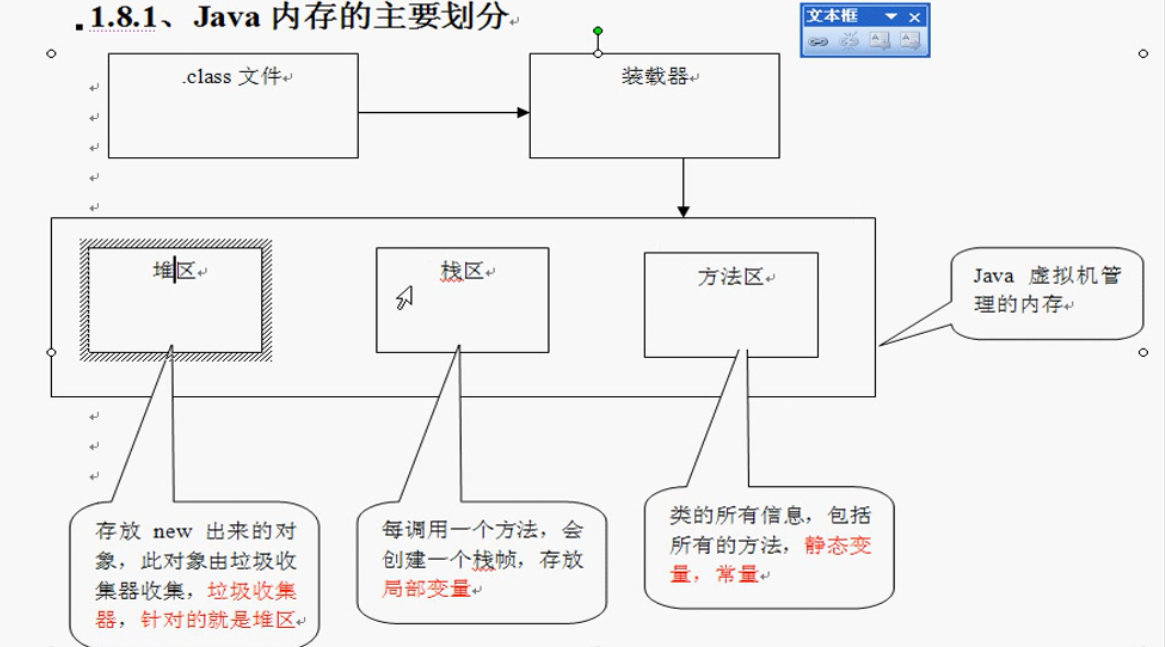 1.8.1、Java 内存的主要划分
文本框
.class 文件
装载器
堆区
栈区
方法区
Java 虚拟机管
理的内存
存放 new 出来的对
象，此对象由垃圾收
集器收集，垃圾收集
器，针对的就是堆区
每调用一个方法，会
创建一个栈帧，存放
局部变量
类的所有信息，包括
所有的方法，静态变
量，常量